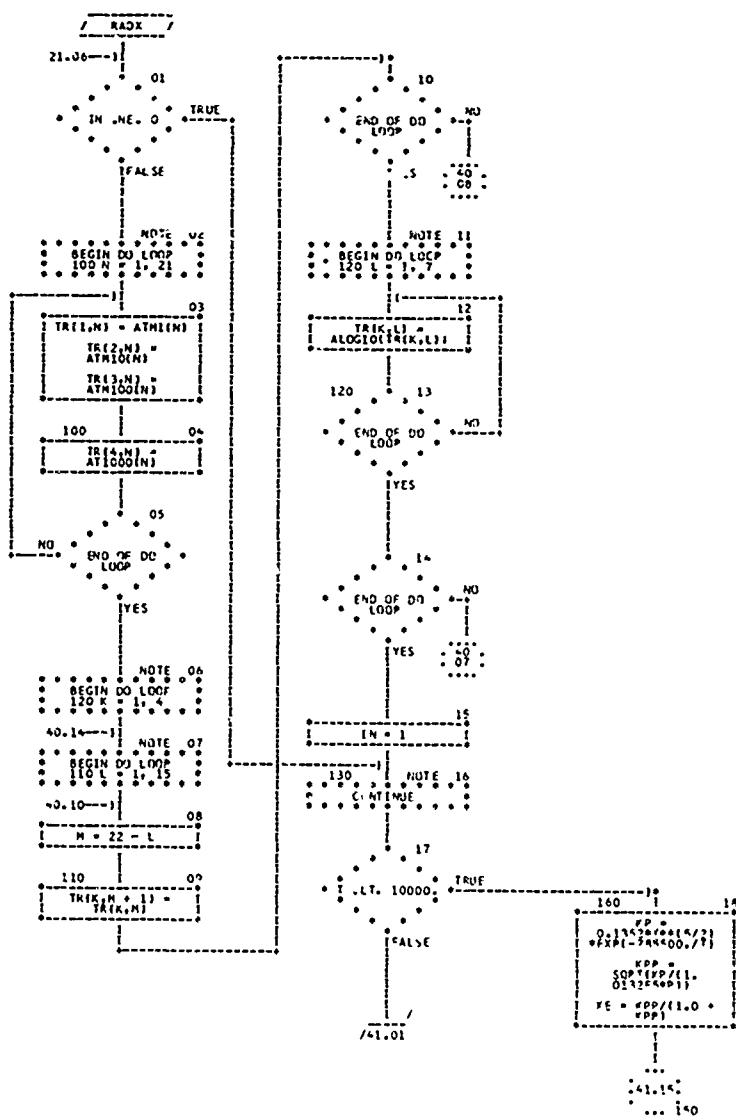 / RADX /
21.06
01
IN .NE. 0
TRUE
FALSE
NOTE 02
BEGIN DO LOOP
100 N = 1, 21
03
TR(1,N) = ATM1(N)
TR(2,N) =
ATM10(N)
TR(3,N) =
ATM100(N)
100 04
TR(4,N) =
AT1000(N)
05
NO
END OF DO
LOOP
YES
NOTE 06
BEGIN DO LOOP
120 K = 1, 4
40.14
NOTE 07
BEGIN DO LOOP
110 L = 1, 15
40.10
08
M = 22 - L
110 09
TR(K,M + 1) =
TR(K,M)
10
END OF DO
LOOP
NO
40
08
NOTE 11
BEGIN DO LOOP
120 L = 1, 7
12
TR(K,L) =
ALOG10(TR(K,L))
120 13
END OF DO
LOOP
NO
YES
14
END OF DO
LOOP
NO
40
07
YES
15
IN = 1
130 NOTE 16
CONTINUE
17
.LT. 10000.
TRUE
FALSE
/41.01/
160
KP =
KPP =
SQRT(KP/(1.
KE = KPP/(1.0 +
KPP)
41.15
150